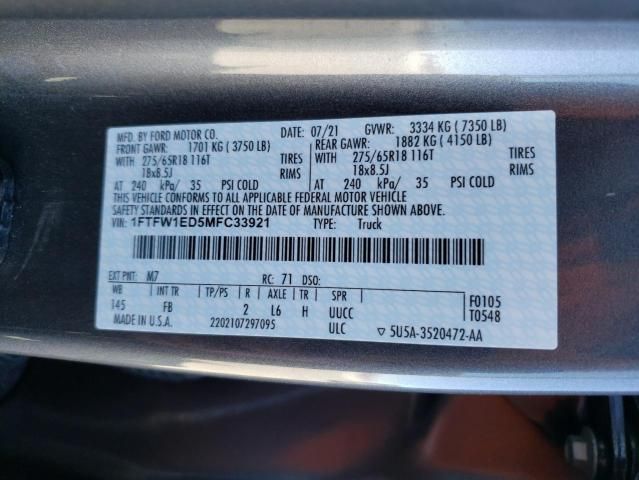 MFD. BY FORD MOTOR CO. 07/21 GVWR: 3334 KG ( 7350 LB)
FRONT GAWR: 1701 KG ( 3750 LB) REAR GAWR: 1882 KG ( 4150 LB)
WITH 275/65R18 116T TIRES WITH 275/65R18 116T TIRES
18x8.5J RIMS 18x8.5J RIMS
AT 240 kPa/ 35 PSI COLD AT 240 kPa/ 35 PSI COLD
THIS VEHICLE CONFORMS TO ALL APPLICABLE FEDERAL MOTOR VEHICLE
SAFETY STANDARDS IN EFFECT ON THE DATE OF MANUFACTURE SHOWN ABOVE.
VIN: 1FTFW1ED5MFC33921 TYPE: Truck
EXT PNT: M7 RC: 71 DSO:
WB INT TR TP/PS R AXLE TR SPR F0105
145 FB 2 L6 H UUCC T0548
MADE IN U.S.A. 2202107297095 ULC ▽ 5U5A-3520472-AA